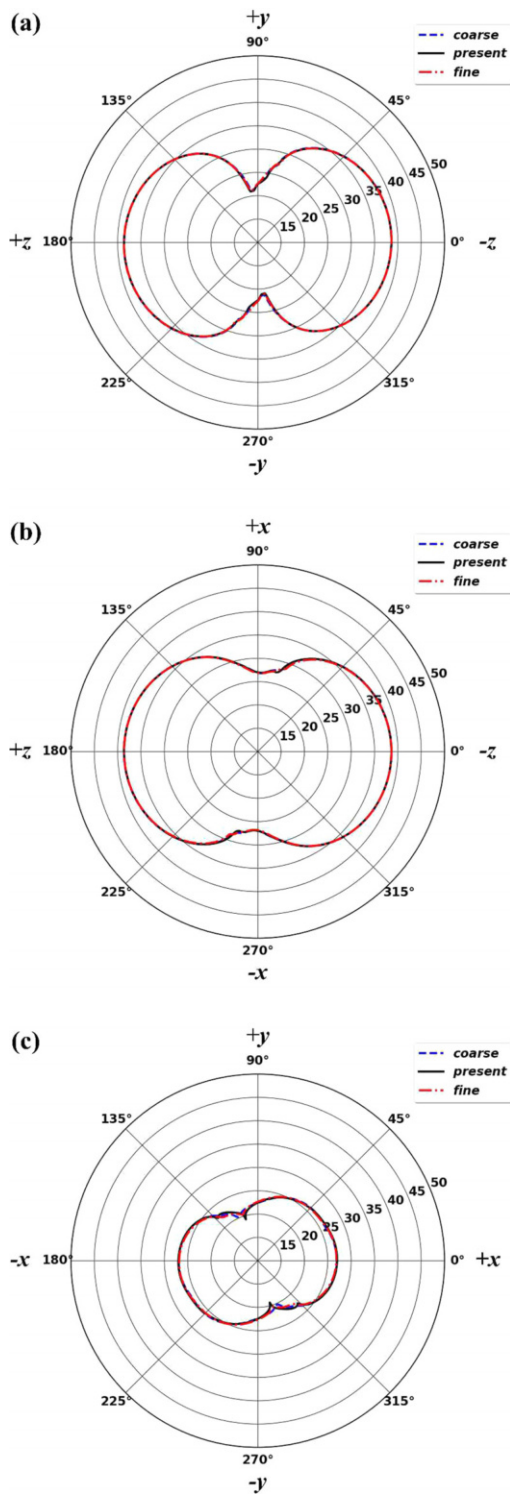 (a)
+y
90°
coarse
present
fine
135°
45°
+z 180°
15 20 25 30 35 40 45 50
0° -z
225°
315°
270°
-y
(b)
+x
90°
coarse
present
fine
135°
45°
+z 180°
15 20 25 30 35 40 45 50
0° -z
225°
315°
270°
-x
(c)
+y
90°
coarse
present
fine
135°
45°
-x 180°
15 20 25 30 35 40 45 50
0° +x
225°
315°
270°
-y